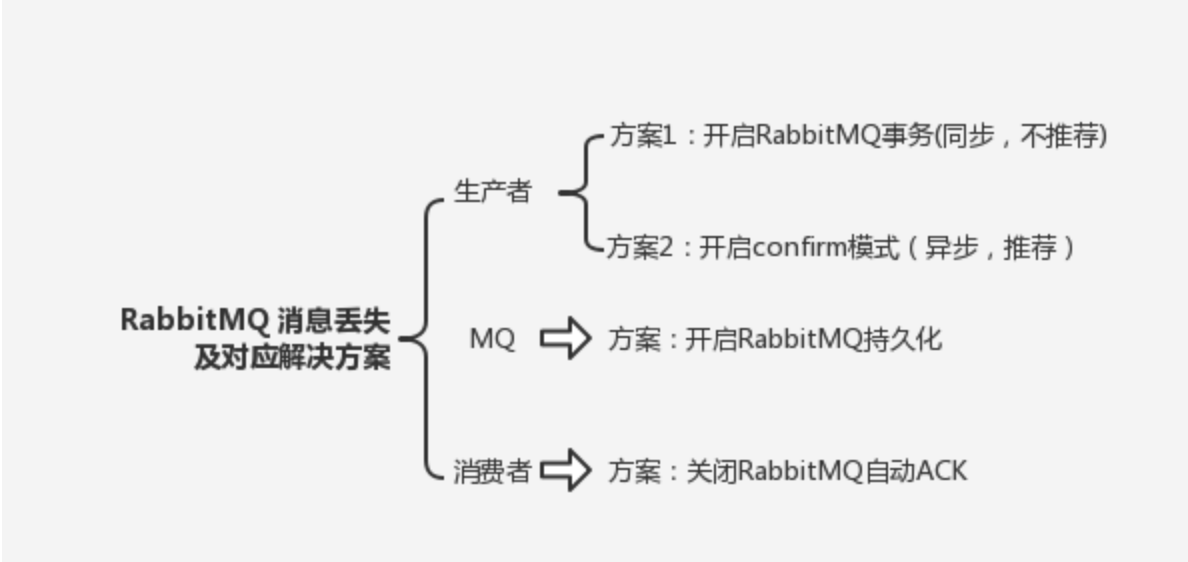 生产者
方案1：开启RabbitMQ事务(同步，不推荐)
方案2：开启confirm模式（异步，推荐）
RabbitMQ 消息丢失
及对应解决方案
MQ
方案：开启RabbitMQ持久化
消费者
方案：关闭RabbitMQ自动ACK